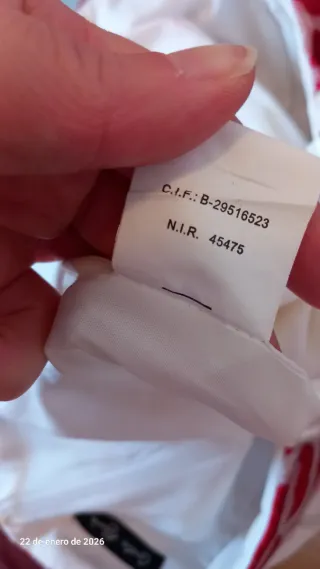 C.I.F.: B-29516523
N.I.R. 45475
22 de enero de 2026